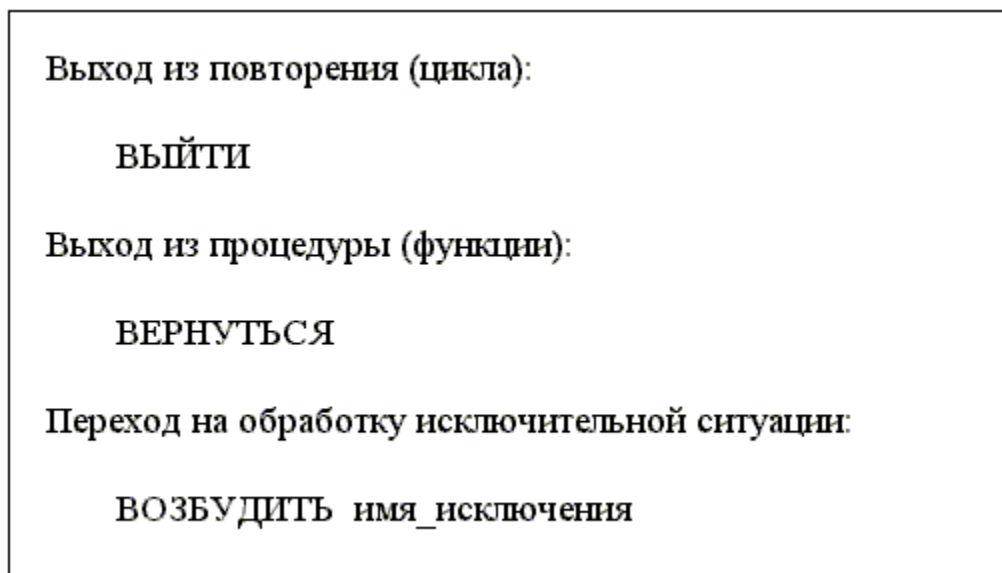 Выход из повторения (цикла):
ВЫЙТИ
Выход из процедуры (функции):
ВЕРНУТЬСЯ
Переход на обработку исключительной ситуации:
ВОЗБУДИТЬ имя_исключения